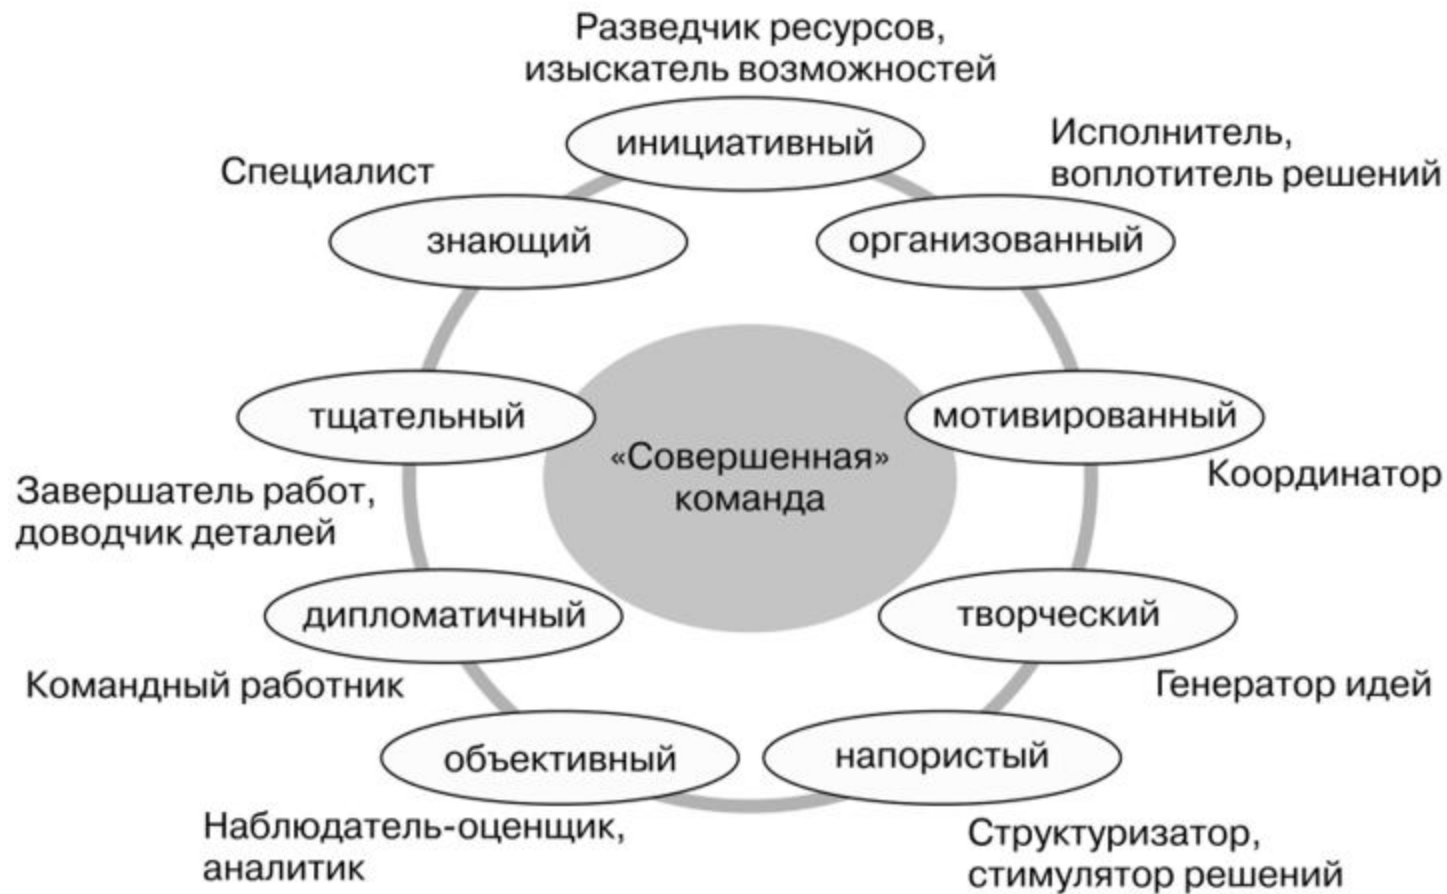 Разведчик ресурсов,
изыскатель возможностей
инициативный
Исполнитель,
воплотитель решений
организованный
Специалист
знающий
тщательный
Завершатель работ,
доводчик деталей
«Совершенная»
команда
мотивированный
Координатор
дипломатичный
Командный работник
творческий
Генератор идей
объективный
Наблюдатель-оценщик,
аналитик
напористый
Структуризатор,
стимулятор решений